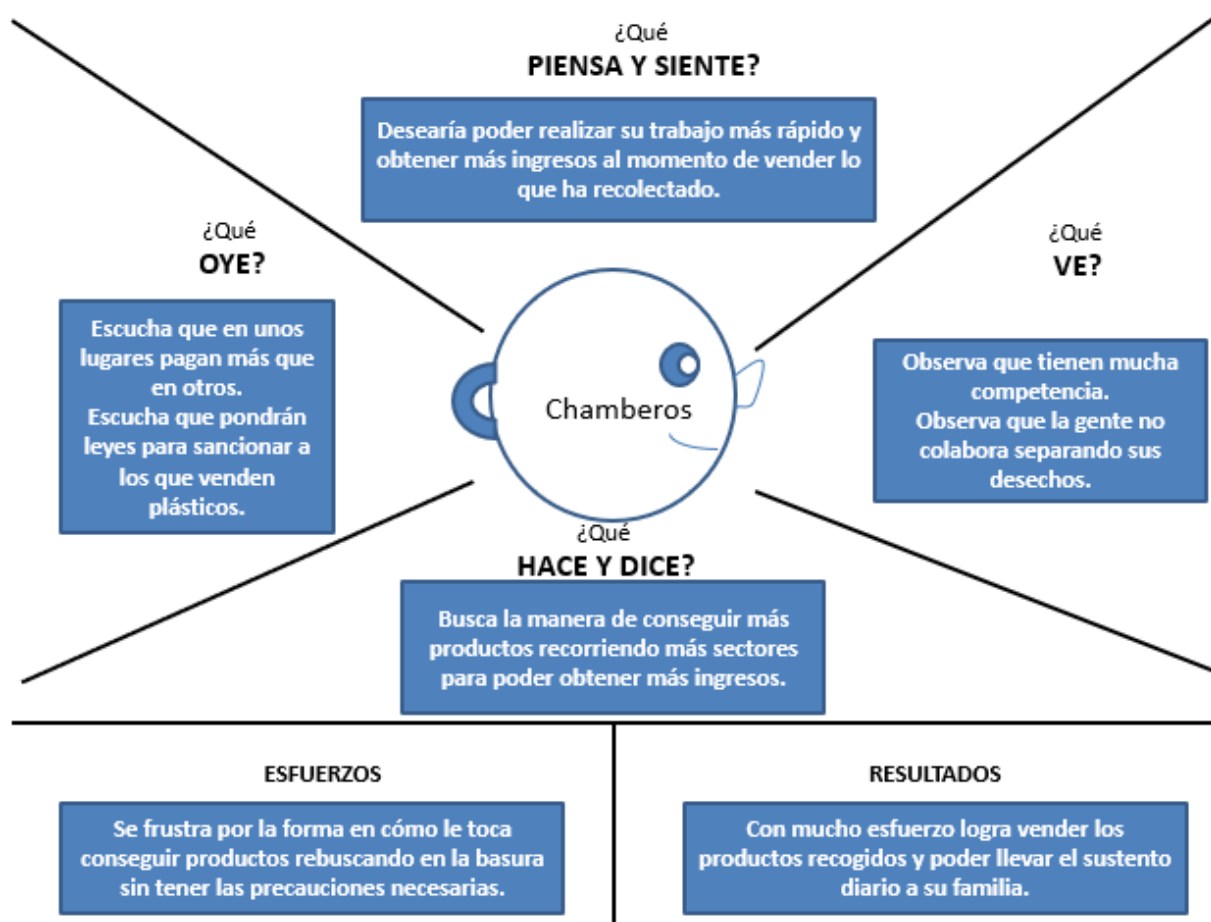 ¿Qué
PIENSA Y SIENTE?
Desearía poder realizar su trabajo más rápido y
obtener más ingresos al momento de vender lo
que ha recolectado.
¿Qué
OYE?
Escucha que en unos
lugares pagan más que
en otros.
Escucha que pondrán
leyes para sancionar a
los que venden
plásticos.
Chamberos
¿Qué
VE?
Observa que tienen mucha
competencia.
Observa que la gente no
colabora separando sus
desechos.
¿Qué
HACE Y DICE?
Busca la manera de conseguir más
productos recorriendo más sectores
para poder obtener más ingresos.
ESFUERZOS
Se frustra por la forma en cómo le toca
conseguir productos rebuscando en la basura
sin tener las precauciones necesarias.
RESULTADOS
Con mucho esfuerzo logra vender los
productos recogidos y poder llevar el sustento
diario a su familia.